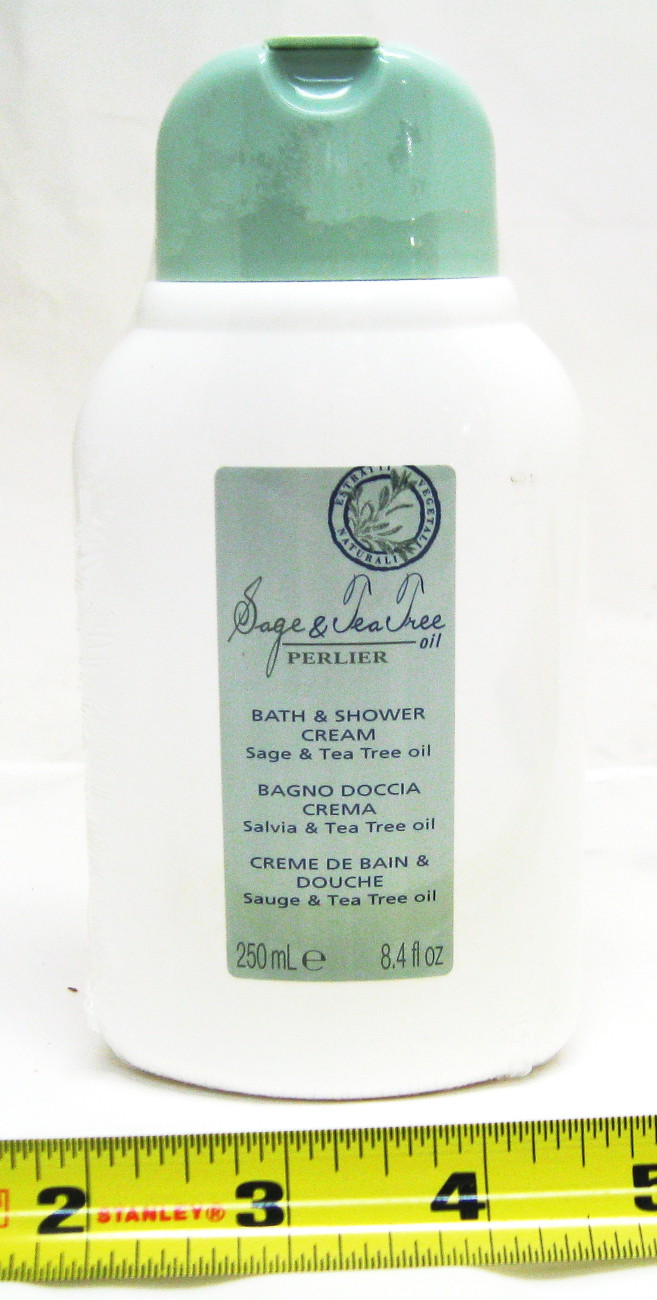 ESTRATTI VEGETALI NATURALI
Sage & Tea Tree
oil
PERLIER
BATH & SHOWER
CREAM
Sage & Tea Tree oil
BAGNO DOCCIA
CREMA
Salvia & Tea Tree oil
CREME DE BAIN &
DOUCHE
Sauge & Tea Tree oil
250 mL ℮ 8.4 fl oz
2 STANLEY® 3 4 5